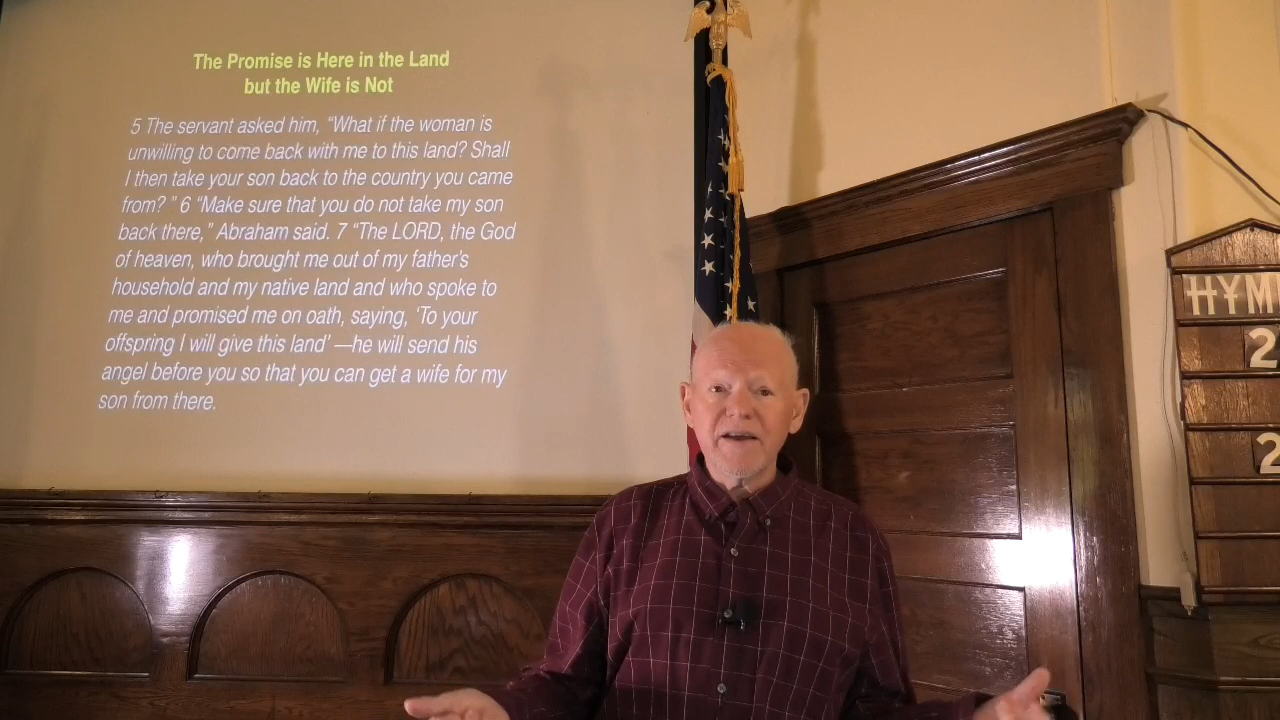 The Promise is Here in the Land
but the Wife is Not
5 The servant asked him, “What if the woman is
unwilling to come back with me to this land? Shall
I then take your son back to the country you came
from? ” 6 “Make sure that you do not take my son
back there,” Abraham said. 7 “The LORD, the God
of heaven, who brought me out of my father’s
household and my native land and who spoke to
me and promised me on oath, saying, ‘To your
offspring I will give this land’ —he will send his
angel before you so that you can get a wife for my
son from there.
HYM
2
2